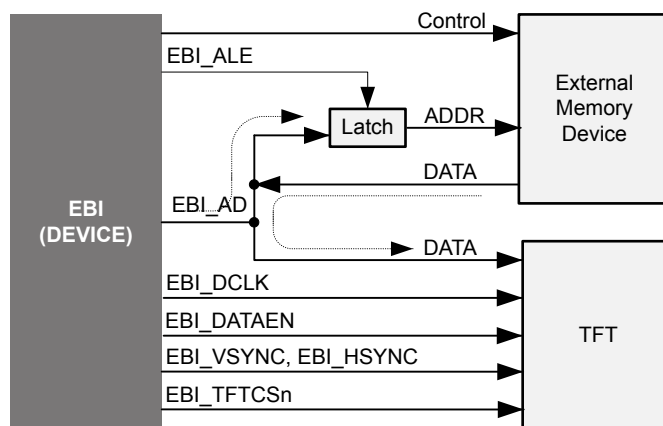 Control
EBI_ALE
External
Memory
Device
Latch
ADDR
DATA
EBI_AD
EBI
(DEVICE)
DATA
EBI_DCLK
EBI_DATAEN
TFT
EBI_VSYNC, EBI_HSYNC
EBI_TFTCSn